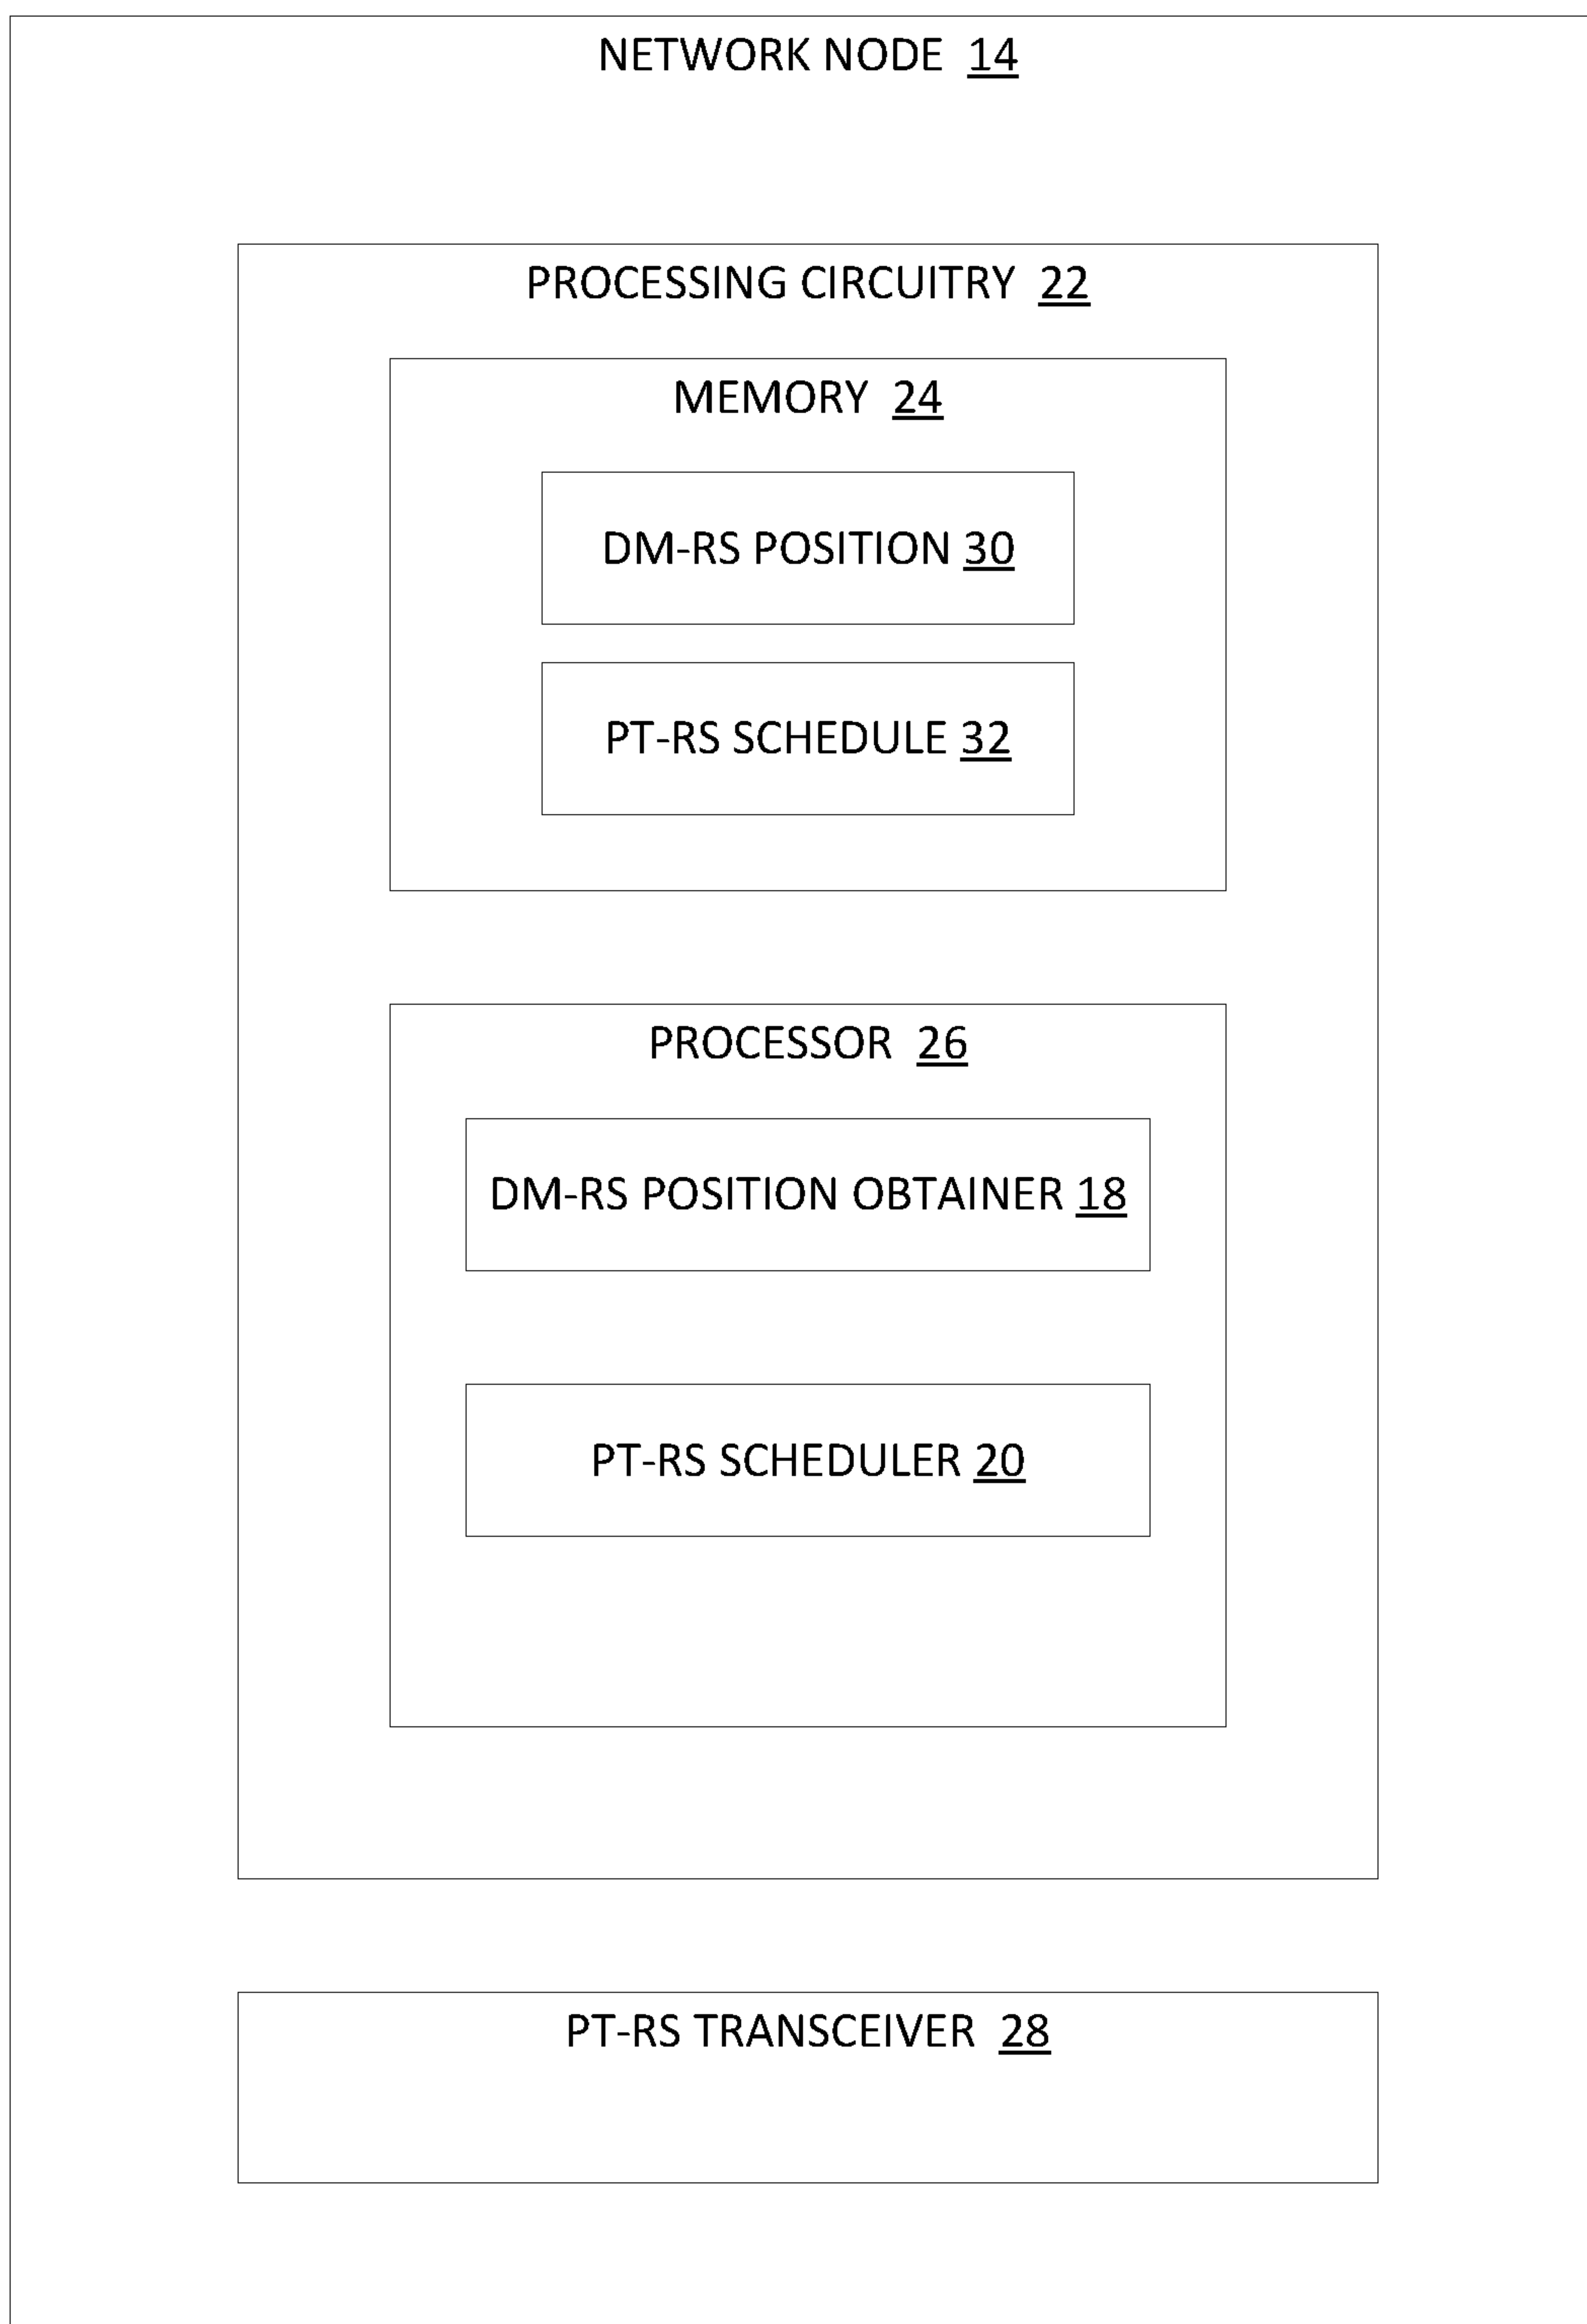 NETWORK NODE 14
PROCESSING CIRCUITRY 22
MEMORY 24
DM-RS POSITION 30
PT-RS SCHEDULE 32
PROCESSOR 26
DM-RS POSITION OBTAINER 18
PT-RS SCHEDULER 20
PT-RS TRANSCEIVER 28